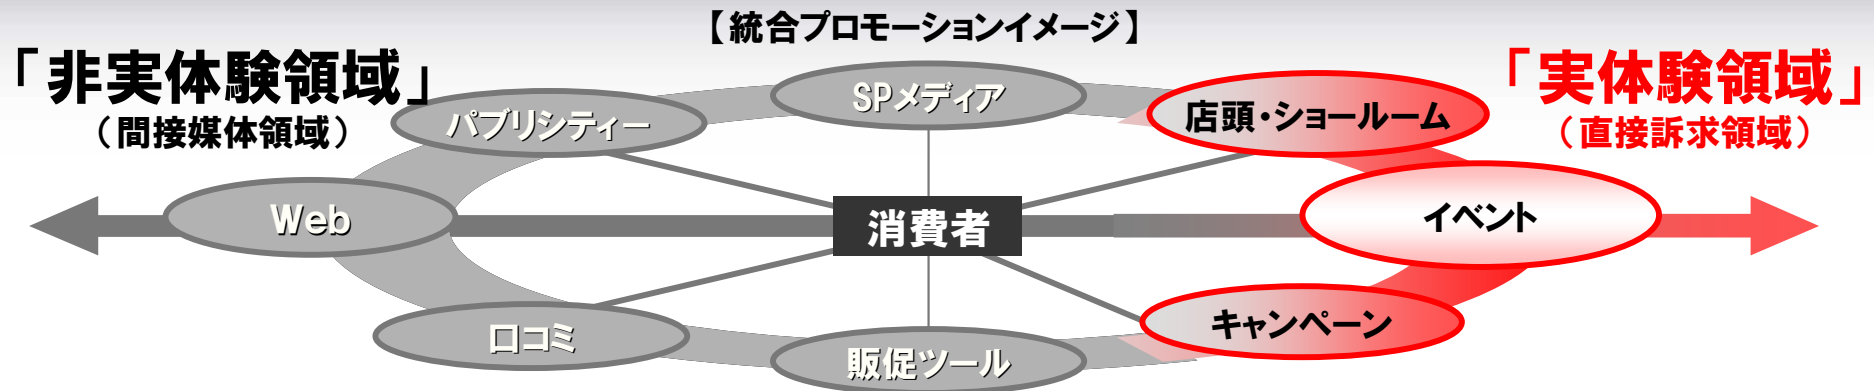 【統合プロモーションイメージ】
「非実体験領域」
（間接媒体領域）
「実体験領域」
（直接訴求領域）
SPメディア
パブリシティー
店頭・ショールーム
Web
消費者
イベント
口コミ
販促ツール
キャンペーン